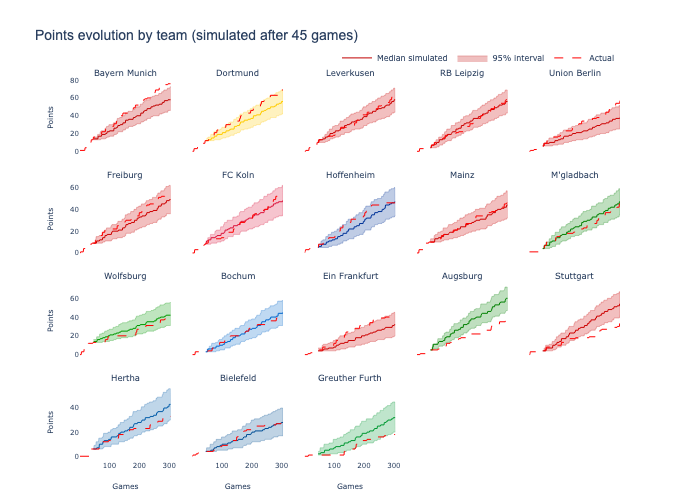 Points evolution by team (simulated after 45 games)
Median simulated 95% interval Actual
Bayern Munich Dortmund Leverkusen RB Leipzig Union Berlin
80
60
40
20
0
Points
Freiburg FC Koln Hoffenheim Mainz M'gladbach
60
40
20
0
Points
Wolfsburg Bochum Ein Frankfurt Augsburg Stuttgart
60
40
20
0
Points
Hertha Bielefeld Greuther Furth
40
20
0
Points
100 200 300 100 200 300 100 200 300
Games Games Games